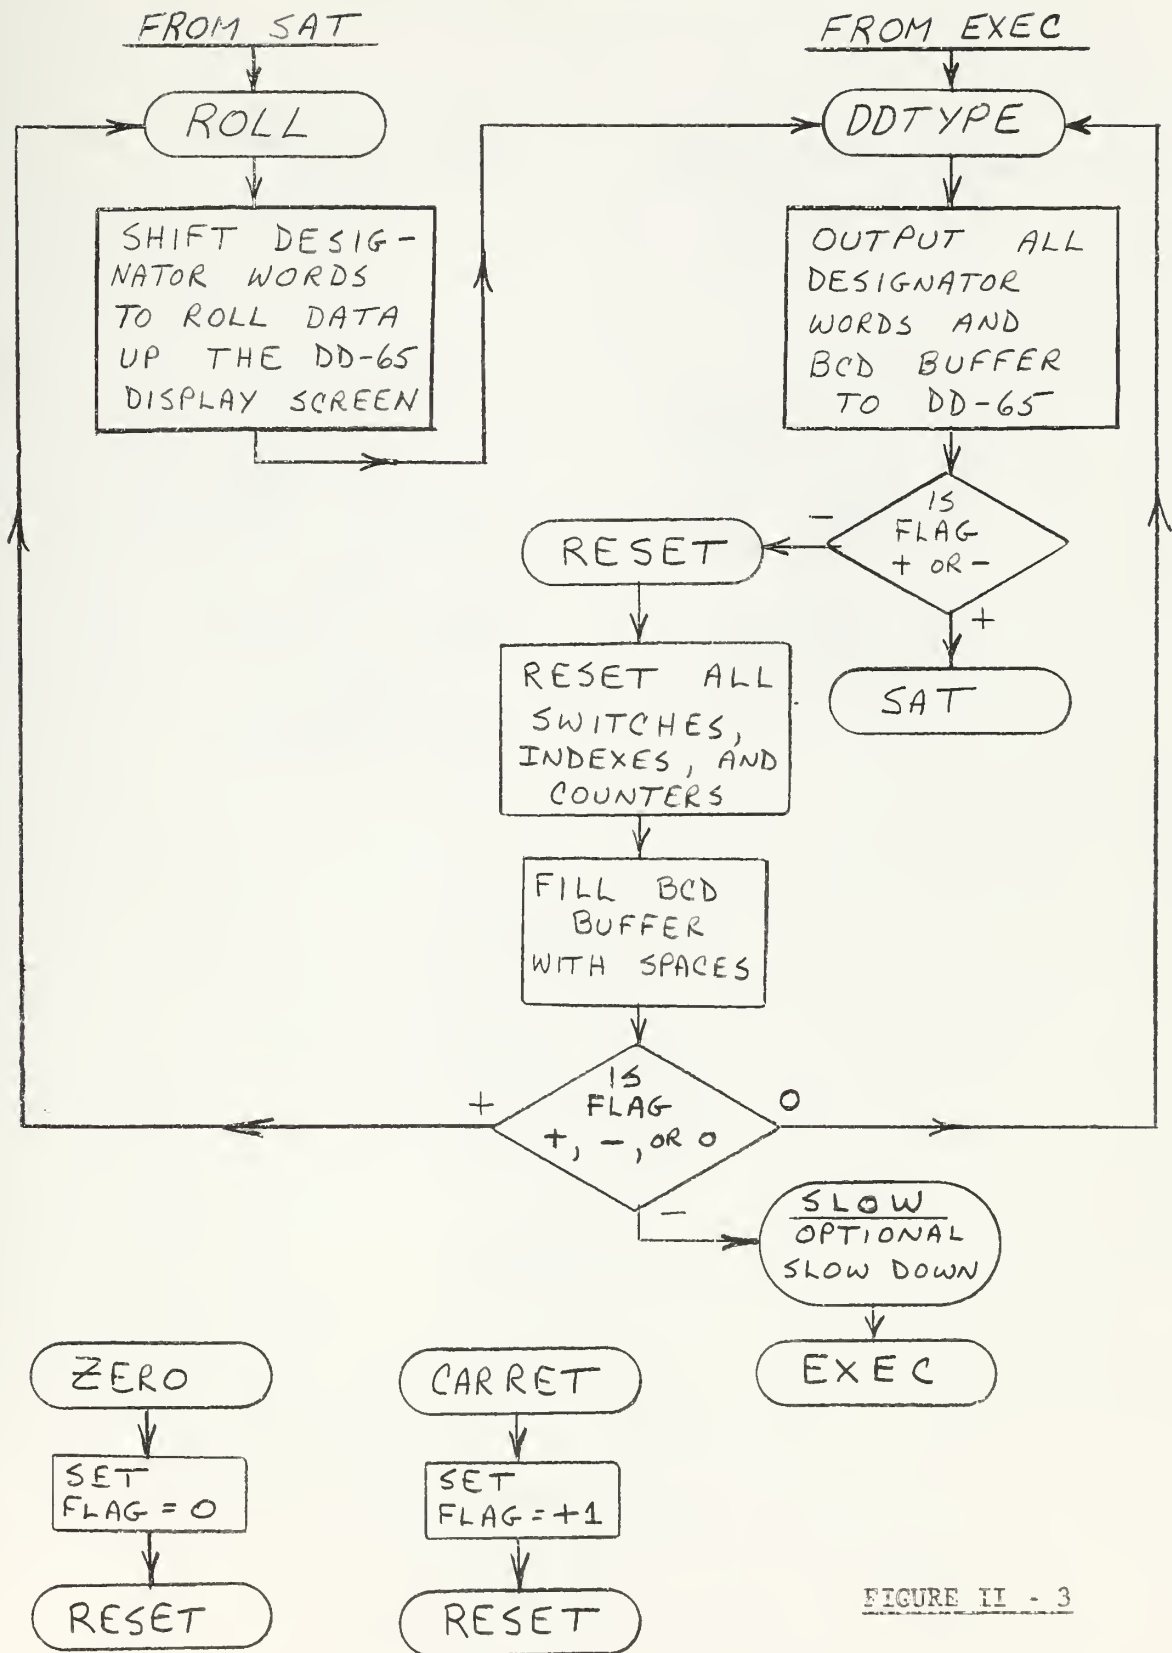 FROM SAT
ROLL
SHIFT DESIG-
NATOR WORDS
TO ROLL DATA
UP THE DD-65
DISPLAY SCREEN
FROM EXEC
DDTYPE
OUTPUT ALL
DESIGNATOR
WORDS AND
BCD BUFFER
TO DD-65
IS
FLAG
+ OR -
-
+
RESET
SAT
RESET ALL
SWITCHES,
INDEXES, AND
COUNTERS
FILL BCD
BUFFER
WITH SPACES
IS
FLAG
+, -, OR 0
+
0
-
SLOW
OPTIONAL
SLOW DOWN
EXEC
ZERO
SET
FLAG = 0
RESET
CARRET
SET
FLAG = +1
RESET
FIGURE II - 3